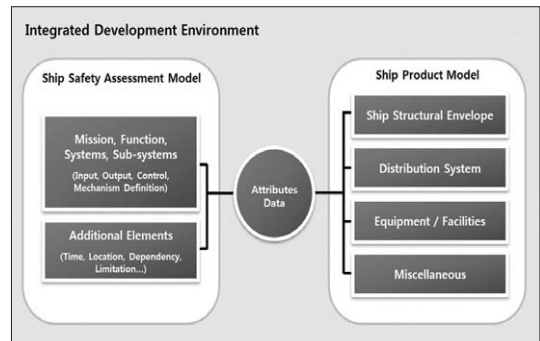 Integrated Development Environment
Ship Safety Assessment Model
Mission, Function,
Systems, Sub-systems
(Input, Output, Control,
Mechanism Definition)
Additional Elements
(Time, Location, Dependency,
Limitation...)
Attributes
Data
Ship Product Model
Ship Structural Envelope
Distribution System
Equipment / Facilities
Miscellaneous